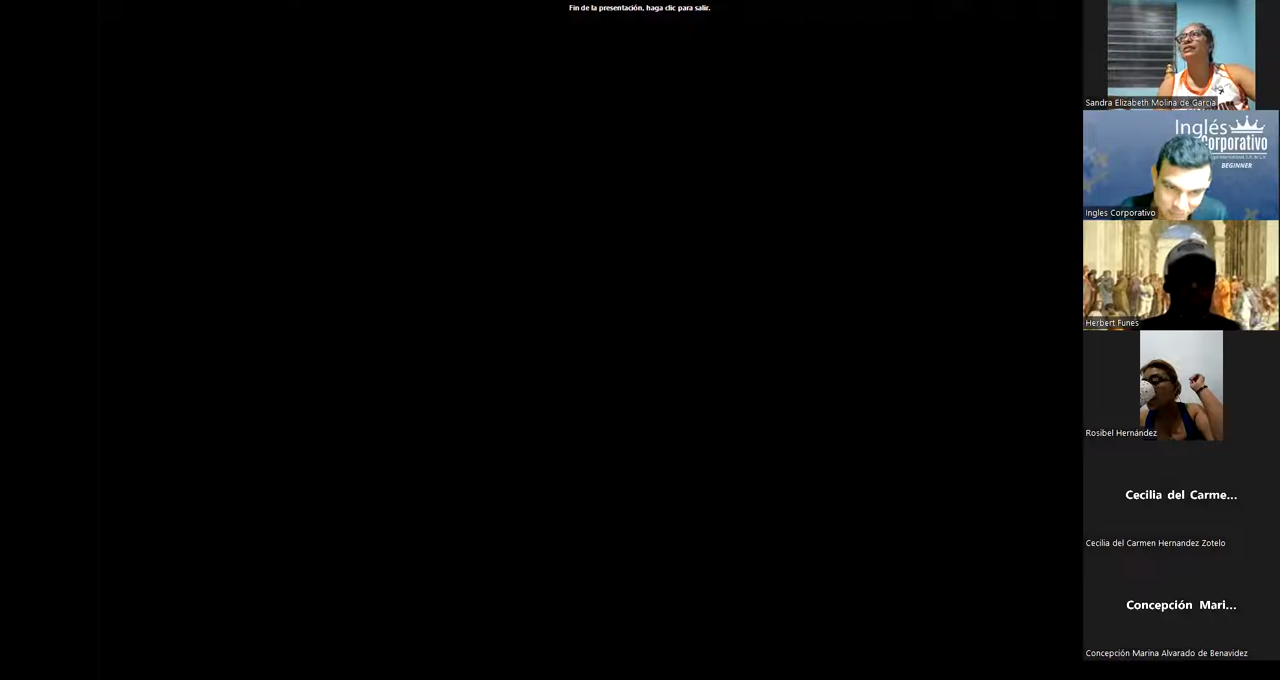 Fin de la presentación, haga clic para salir.
Sandra Elizabeth Molina de Garcia
Inglés
Corporativo
BEGINNER
Ingles Corporativo
Herbert Funes
Rosibel Hernández
Cecilia del Carme...
Cecilia del Carmen Hernandez Zotelo
Concepción Mari...
Concepción Marina Alvarado de Benavidez